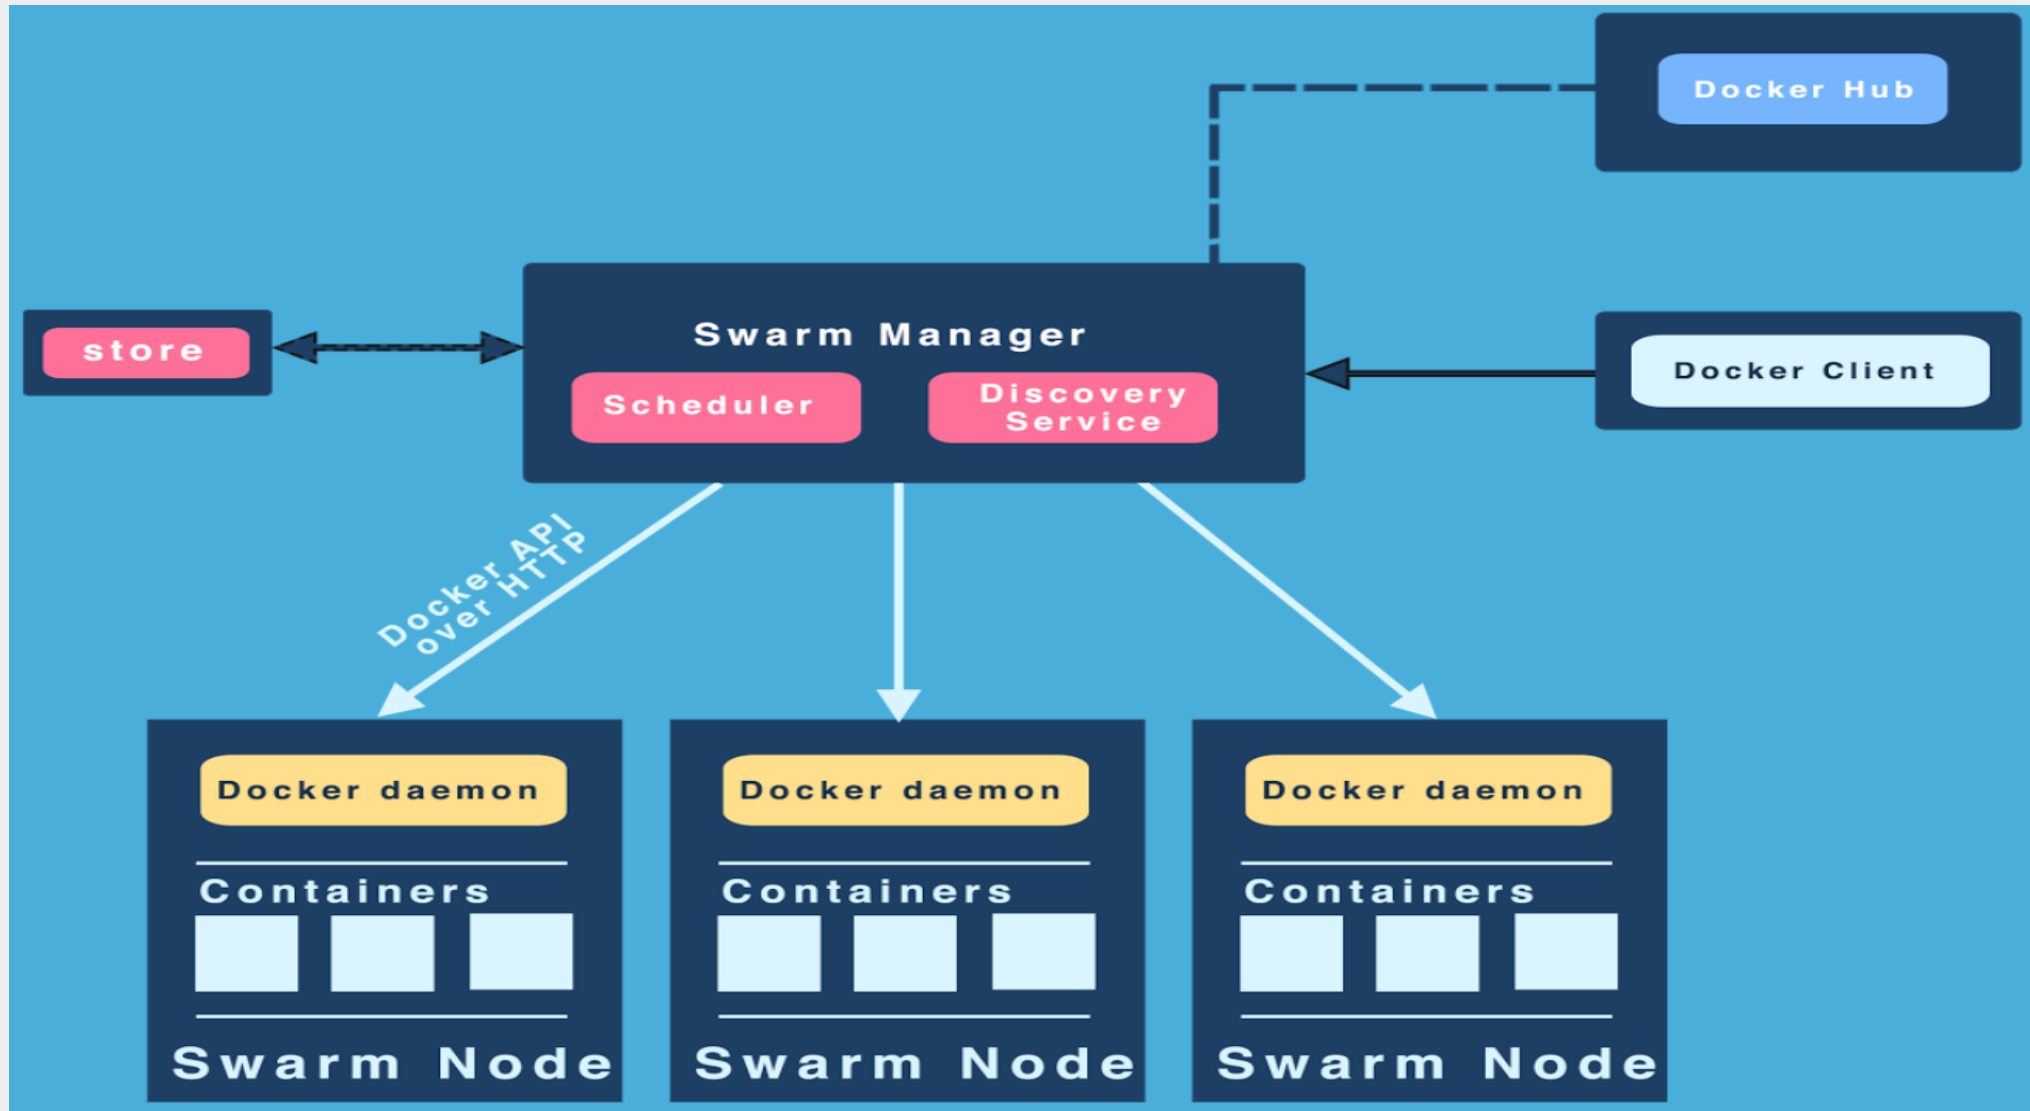 Docker Hub
Swarm Manager
store
Scheduler
Discovery
Service
Docker Client
Docker API
over HTTP
Docker daemon
Containers
Swarm Node
Docker daemon
Containers
Swarm Node
Docker daemon
Containers
Swarm Node